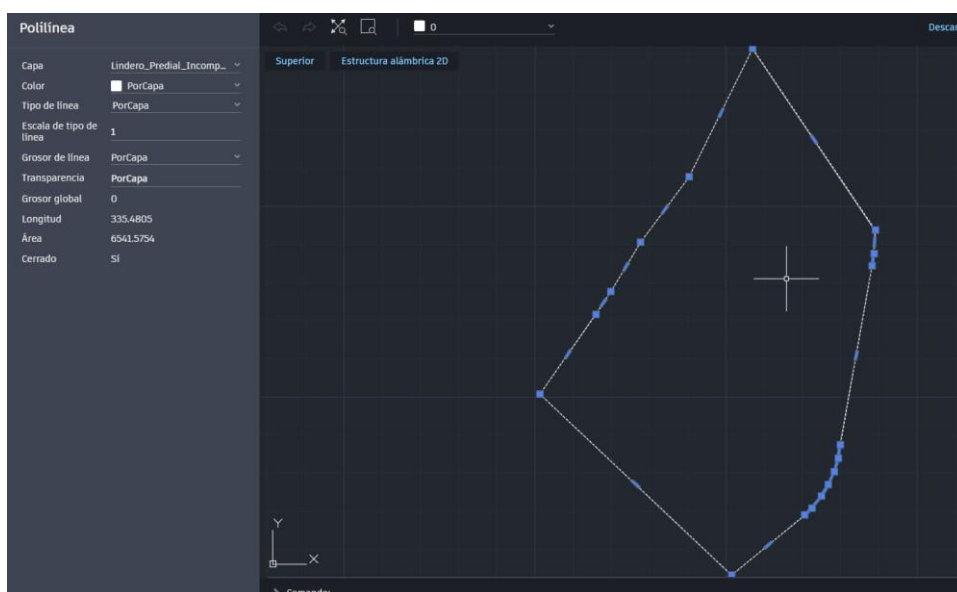 Polilínea
0
Descar
Superior
Estructura alámbrica 2D
Capa
Lindero_Predial_Incomp...
Color
PorCapa
Tipo de línea
PorCapa
Escala de tipo de
línea
1
Grosor de línea
PorCapa
Transparencia
PorCapa
Grosor global
0
Longitud
335.4805
Área
6541.5754
Cerrado
Sí
Y
X
Comando: